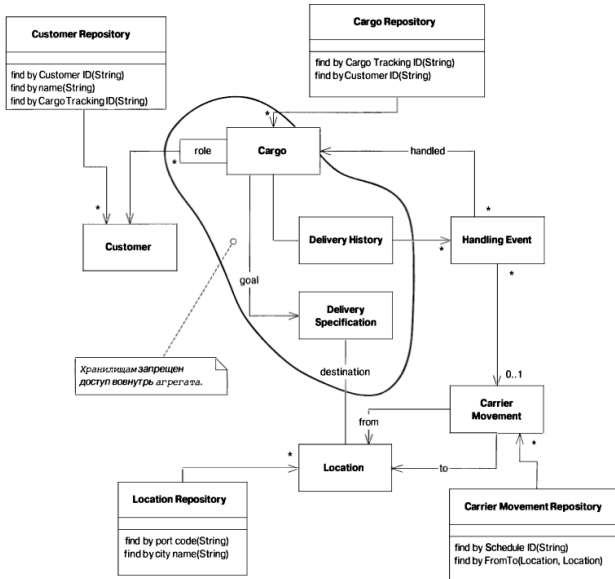 Customer Repository
find by Customer ID(String)
find by name(String)
find by Cargo Tracking ID(String)
Cargo Repository
find by Cargo Tracking ID(String)
find by Customer ID(String)
*
role
*
Cargo
handled
*
Customer
Delivery History
*
*
Handling Event
*
goal
Delivery
Specification
Хранилищам запрещен
доступ вовнутрь агрегата.
destination
0..1
Carrier
Movement
from
*
*
Location
to
Location Repository
find by port code(String)
find by city name(String)
Carrier Movement Repository
find by Schedule ID(String)
find by FromTo(Location, Location)